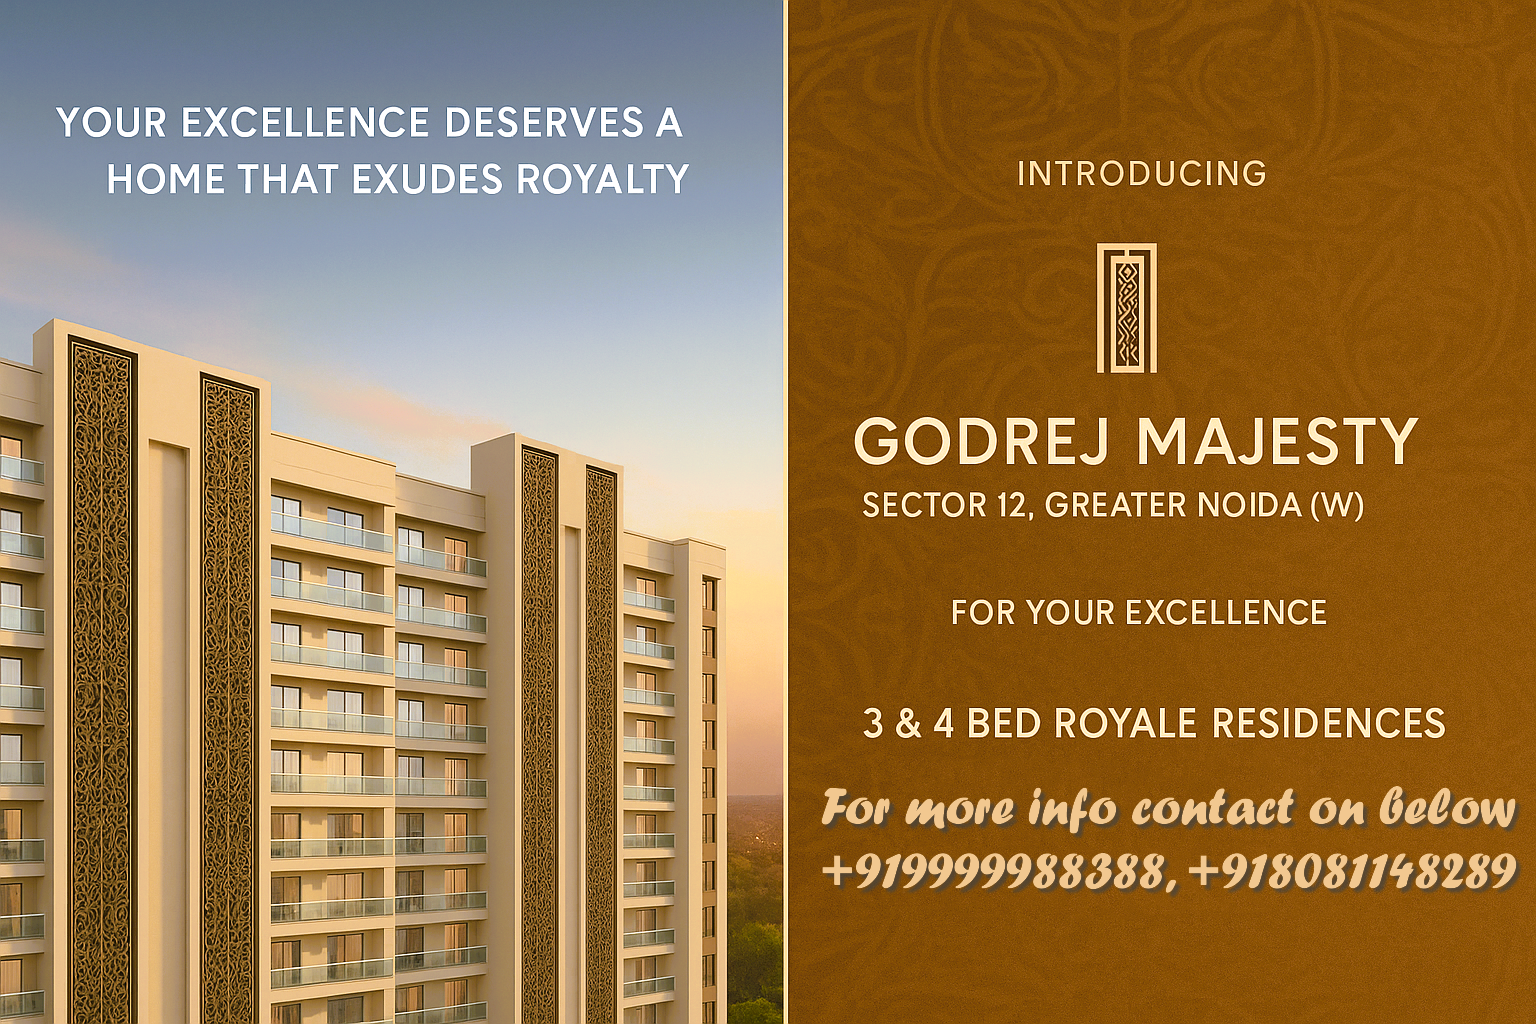 YOUR EXCELLENCE DESERVES A
HOME THAT EXUDES ROYALTY
INTRODUCING
GODREJ MAJESTY
SECTOR 12, GREATER NOIDA (W)
FOR YOUR EXCELLENCE
3 & 4 BED ROYALE RESIDENCES
For more info contact on below
+919999988388, +918081148289